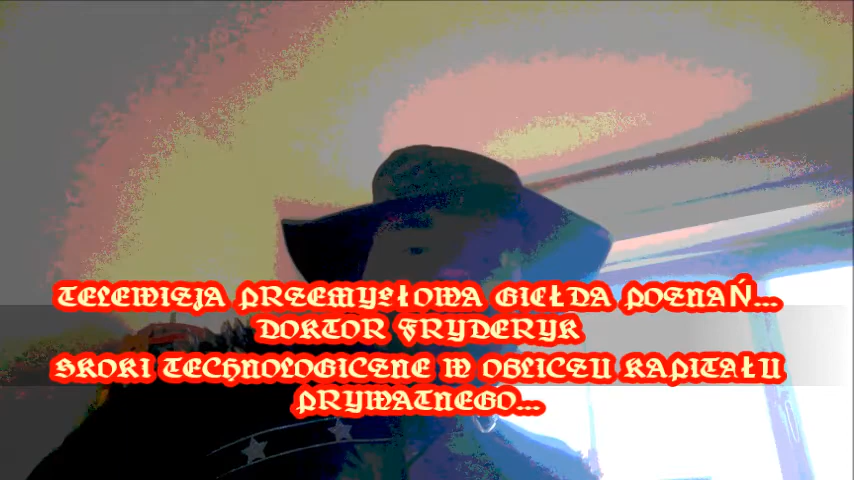 TELEWIZJA PRZEMYSŁOWA GIEŁDA POZNAŃ...
DOKTOR FRYDERYK
SKOKI TECHNOLOGICZNE W OBLICZU KAPITAŁU
PRYWATNEGO...